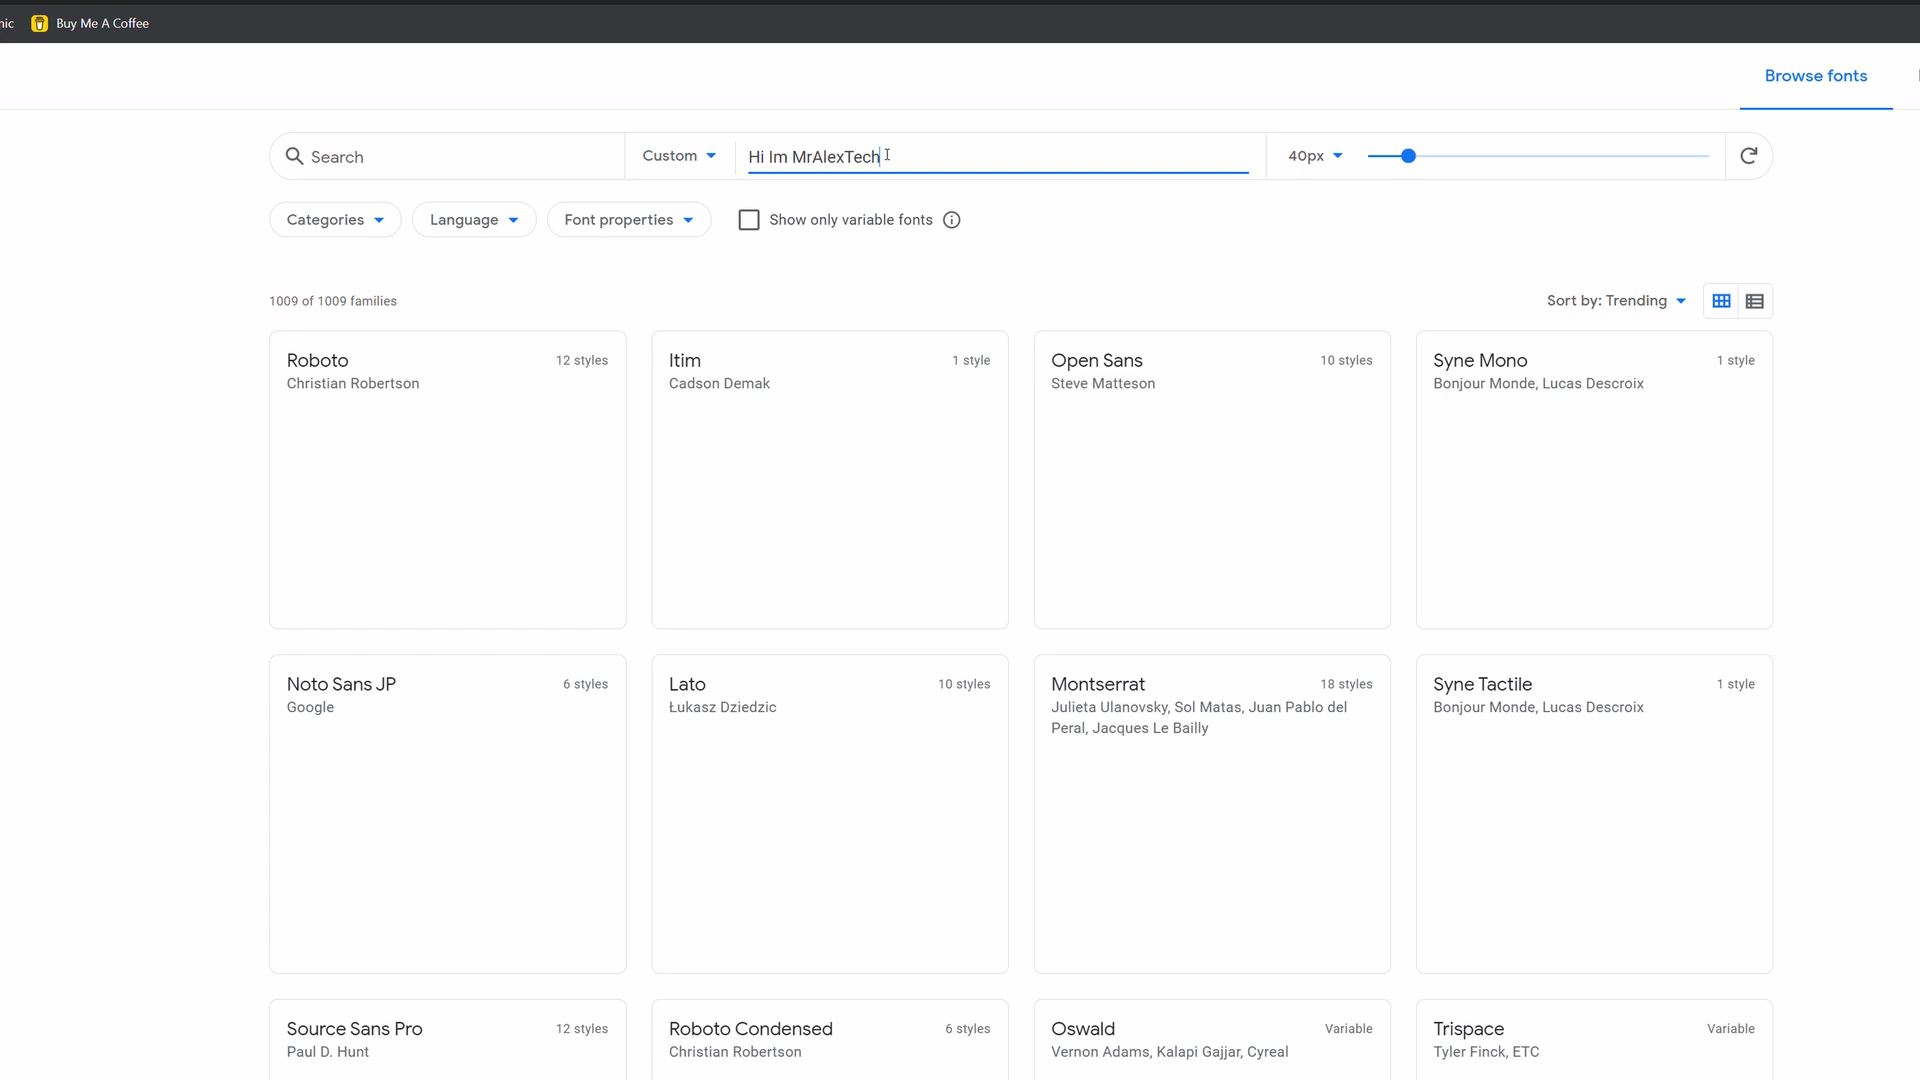 nic Buy Me A Coffee
Browse fonts
Search Custom Hi Im MrAlexTech 40px
Categories Language Font properties Show only variable fonts
1009 of 1009 families Sort by: Trending
Roboto 12 styles
Christian Robertson
Itim 1 style
Cadson Demak
Open Sans 10 styles
Steve Matteson
Syne Mono 1 style
Bonjour Monde, Lucas Descroix
Noto Sans JP 6 styles
Google
Lato 10 styles
Łukasz Dziedzic
Montserrat 18 styles
Julieta Ulanovsky, Sol Matas, Juan Pablo del
Peral, Jacques Le Bailly
Syne Tactile 1 style
Bonjour Monde, Lucas Descroix
Source Sans Pro 12 styles
Paul D. Hunt
Roboto Condensed 6 styles
Christian Robertson
Oswald Variable
Vernon Adams, Kalapi Gajjar, Cyreal
Trispace Variable
Tyler Finck, ETC